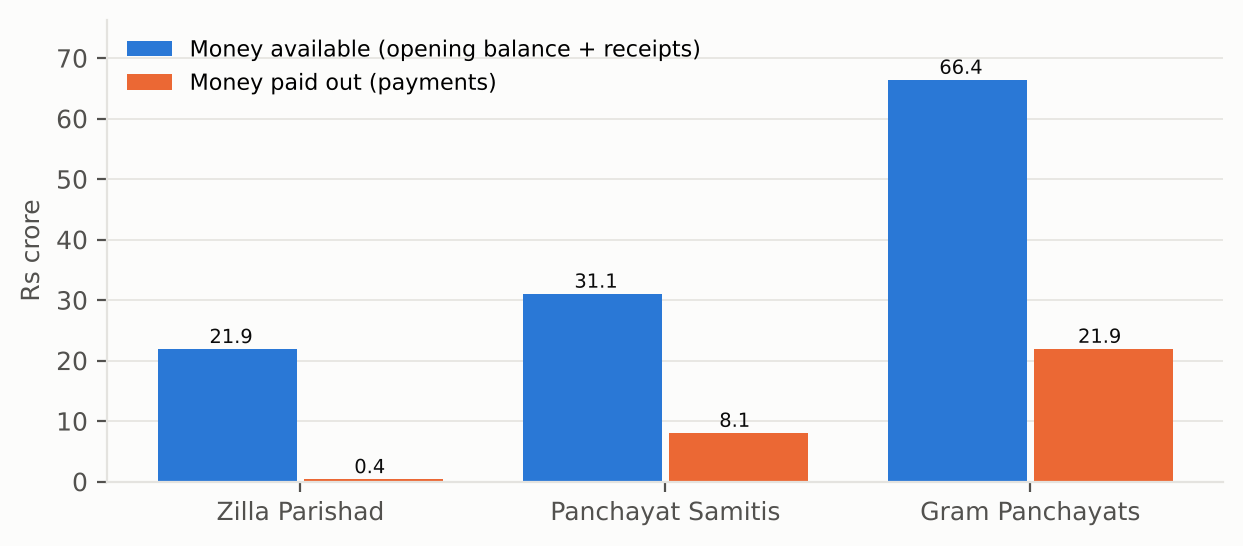 Money available (opening balance + receipts)
Money paid out (payments)
Rs crore
70
60
50
40
30
20
10
0
21.9
0.4
31.1
8.1
66.4
21.9
Zilla Parishad
Panchayat Samitis
Gram Panchayats